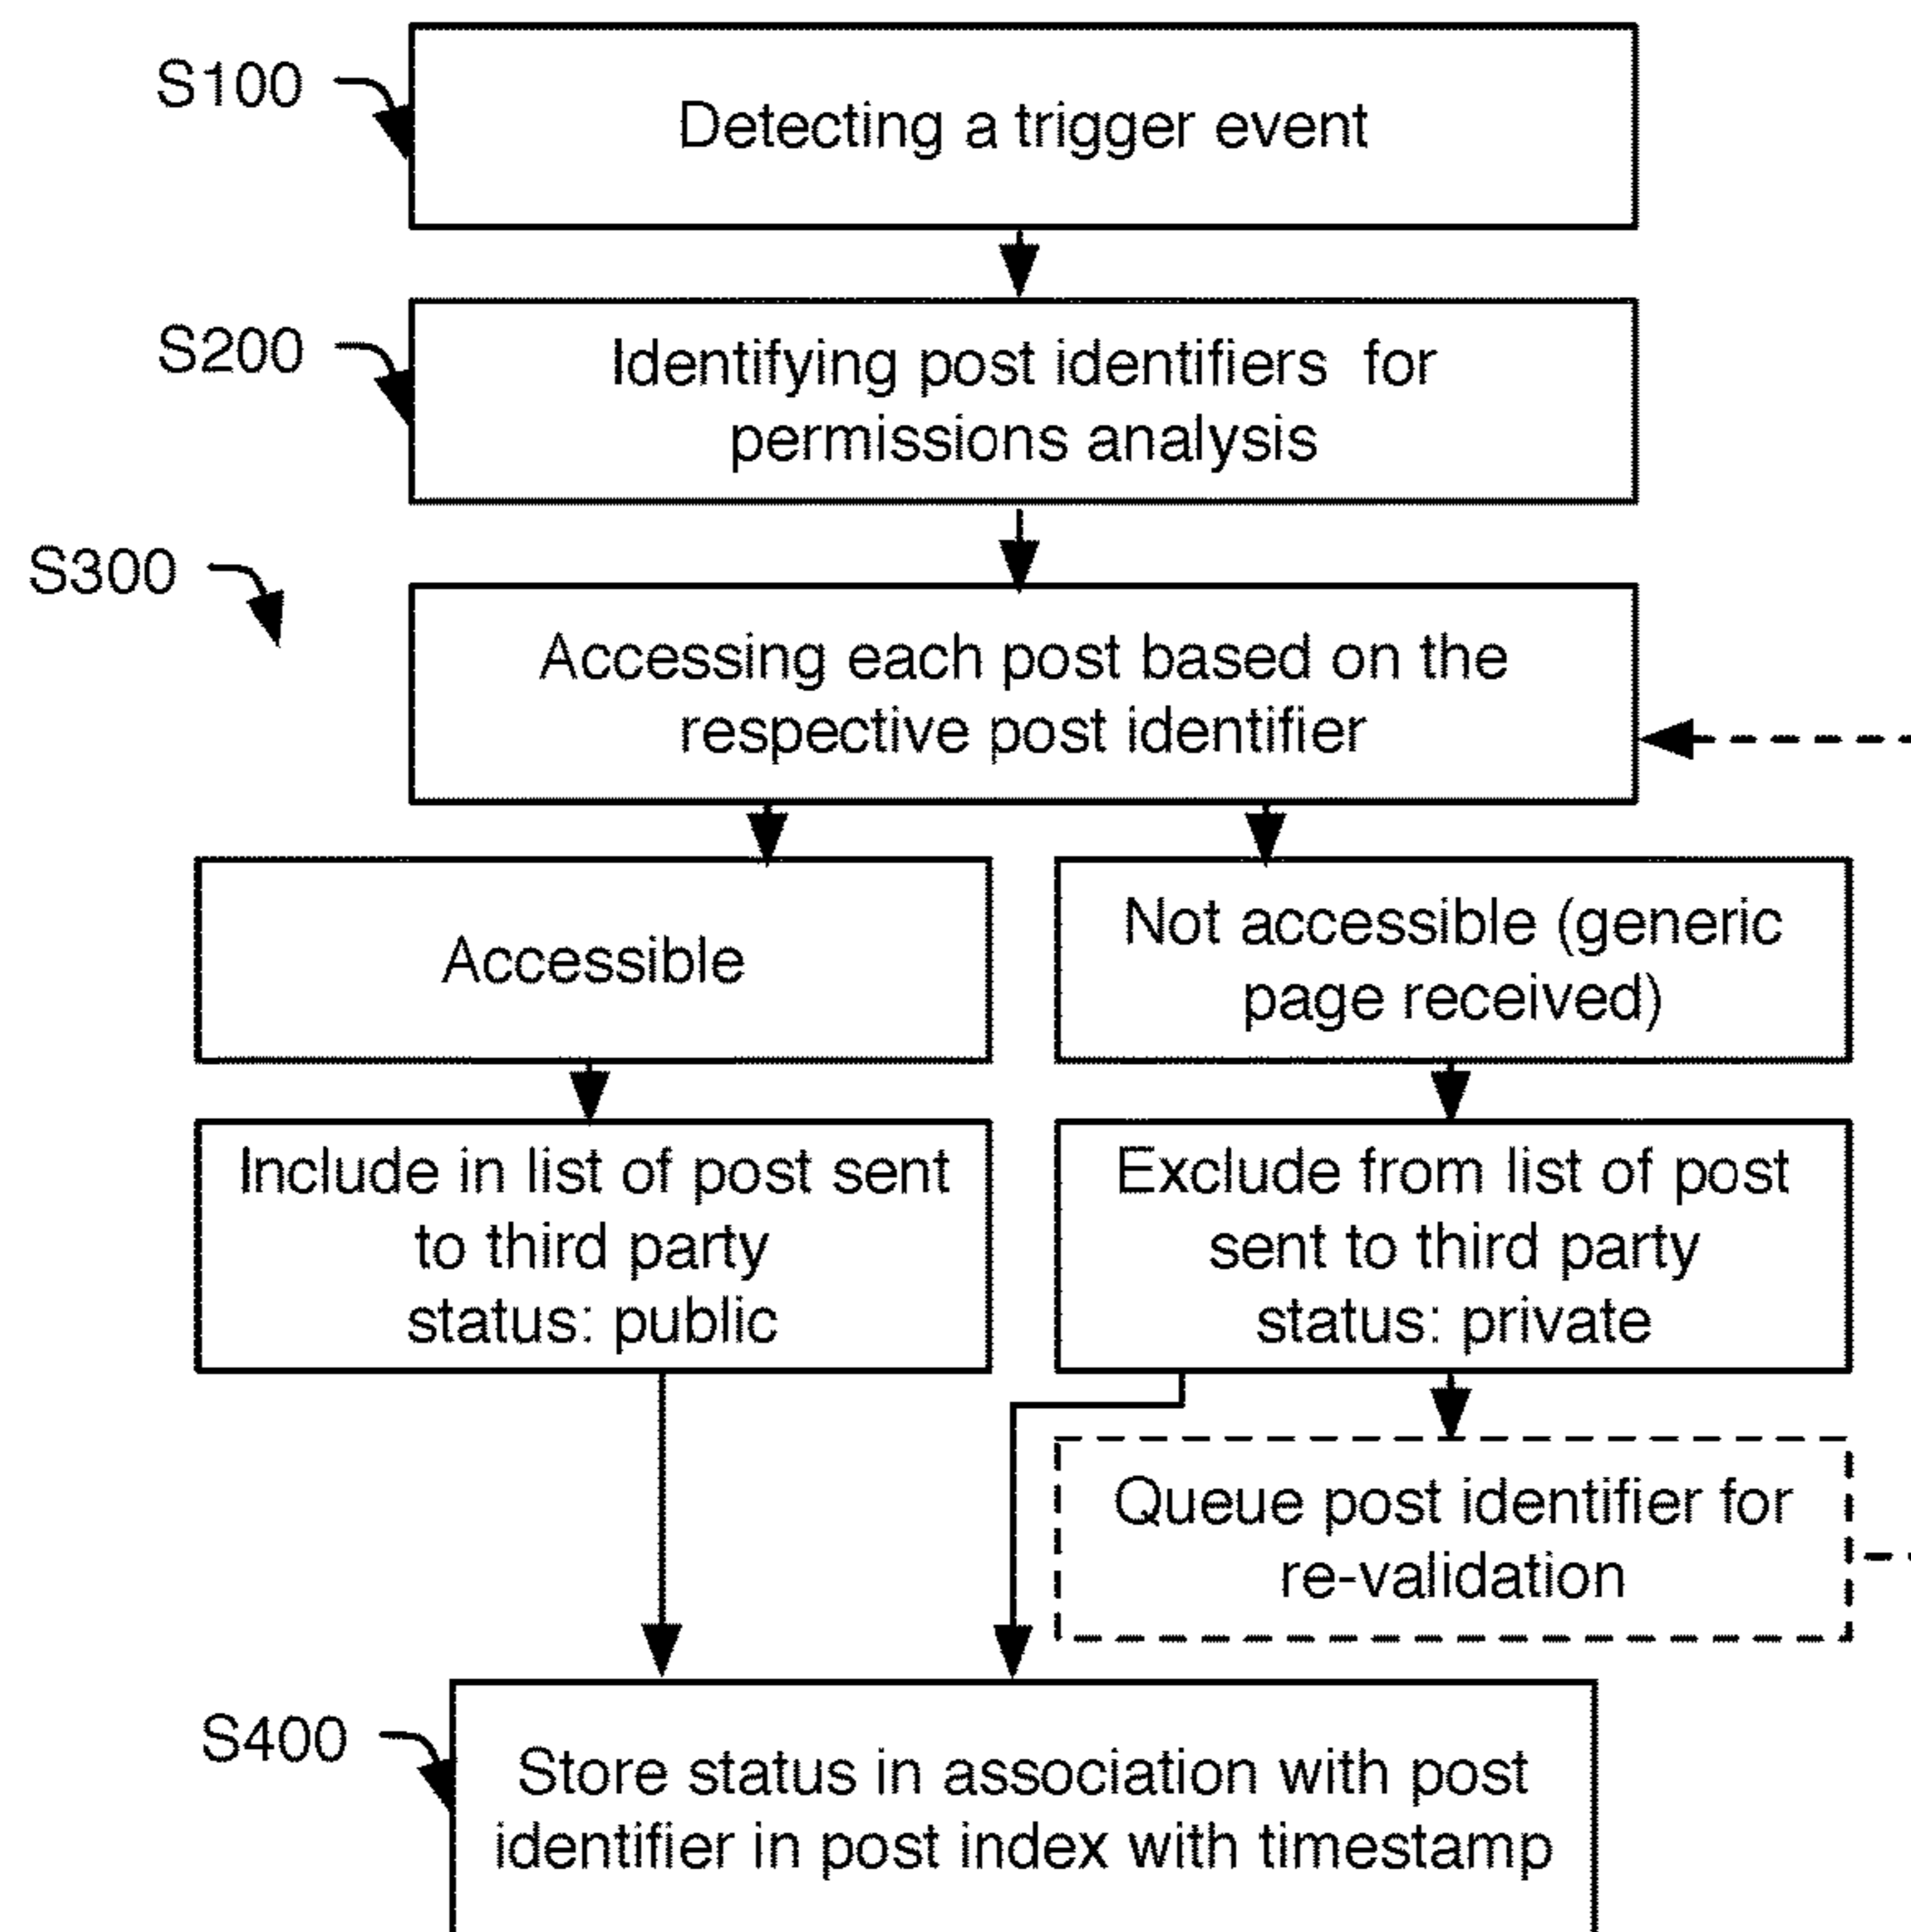 S100
Detecting a trigger event
S200
Identifying post identifiers for
permissions analysis
S300
Accessing each post based on the
respective post identifier
Accessible
Not accessible (generic
page received)
Include in list of post sent
to third party
status: public
Exclude from list of post
sent to third party
status: private
Queue post identifier for
re-validation
S400
Store status in association with post
identifier in post index with timestamp